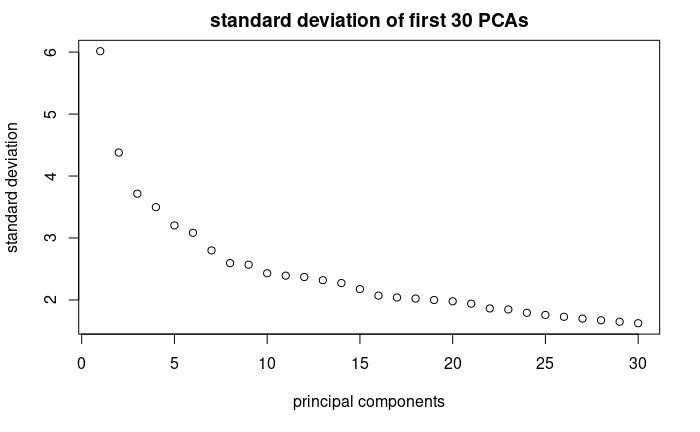 standard deviation of first 30 PCAs
standard deviation
6
5
4
3
2
0 5 10 15 20 25 30
principal components